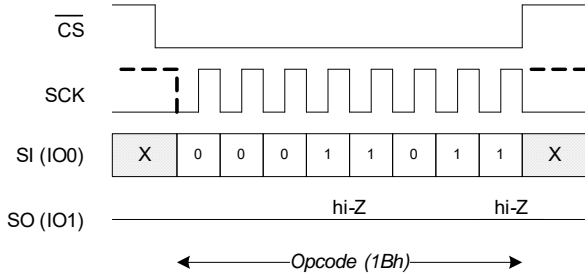 CS
SCK
SI (IO0) X 0 0 0 1 1 0 1 1 X
hi-Z hi-Z
SO (IO1)
Opcode (1Bh)